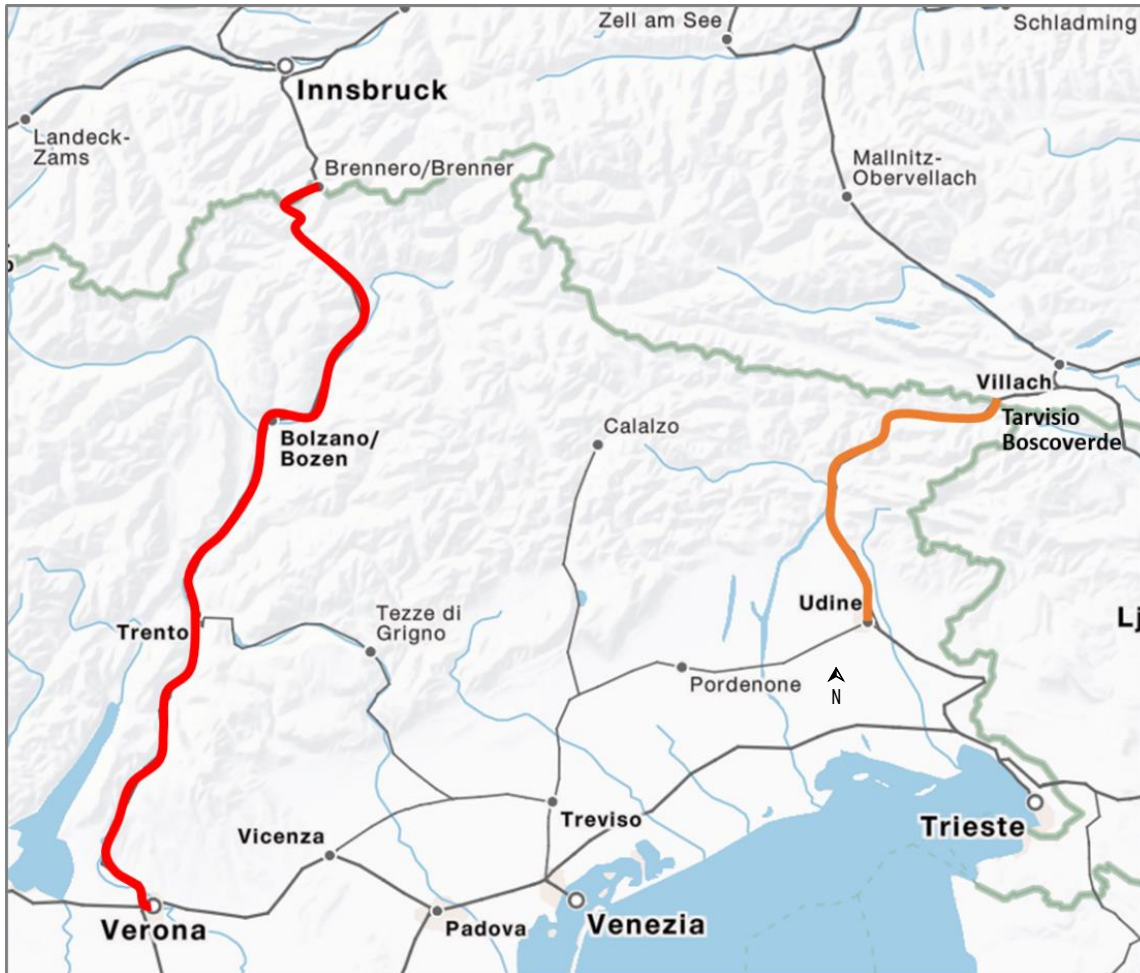 Zell am See
Schladming
Innsbruck
Landeck-
Zams
Brennero/Brenner
Mallnitz-
Obervellach
Villach
Tarvisio
Boscoverde
Calalzo
Bolzano/
Bozen
Udine
Lj
Tezze di
Grigno
Trento
Pordenone
N
Treviso
Vicenza
Trieste
Verona
Padova
Venezia